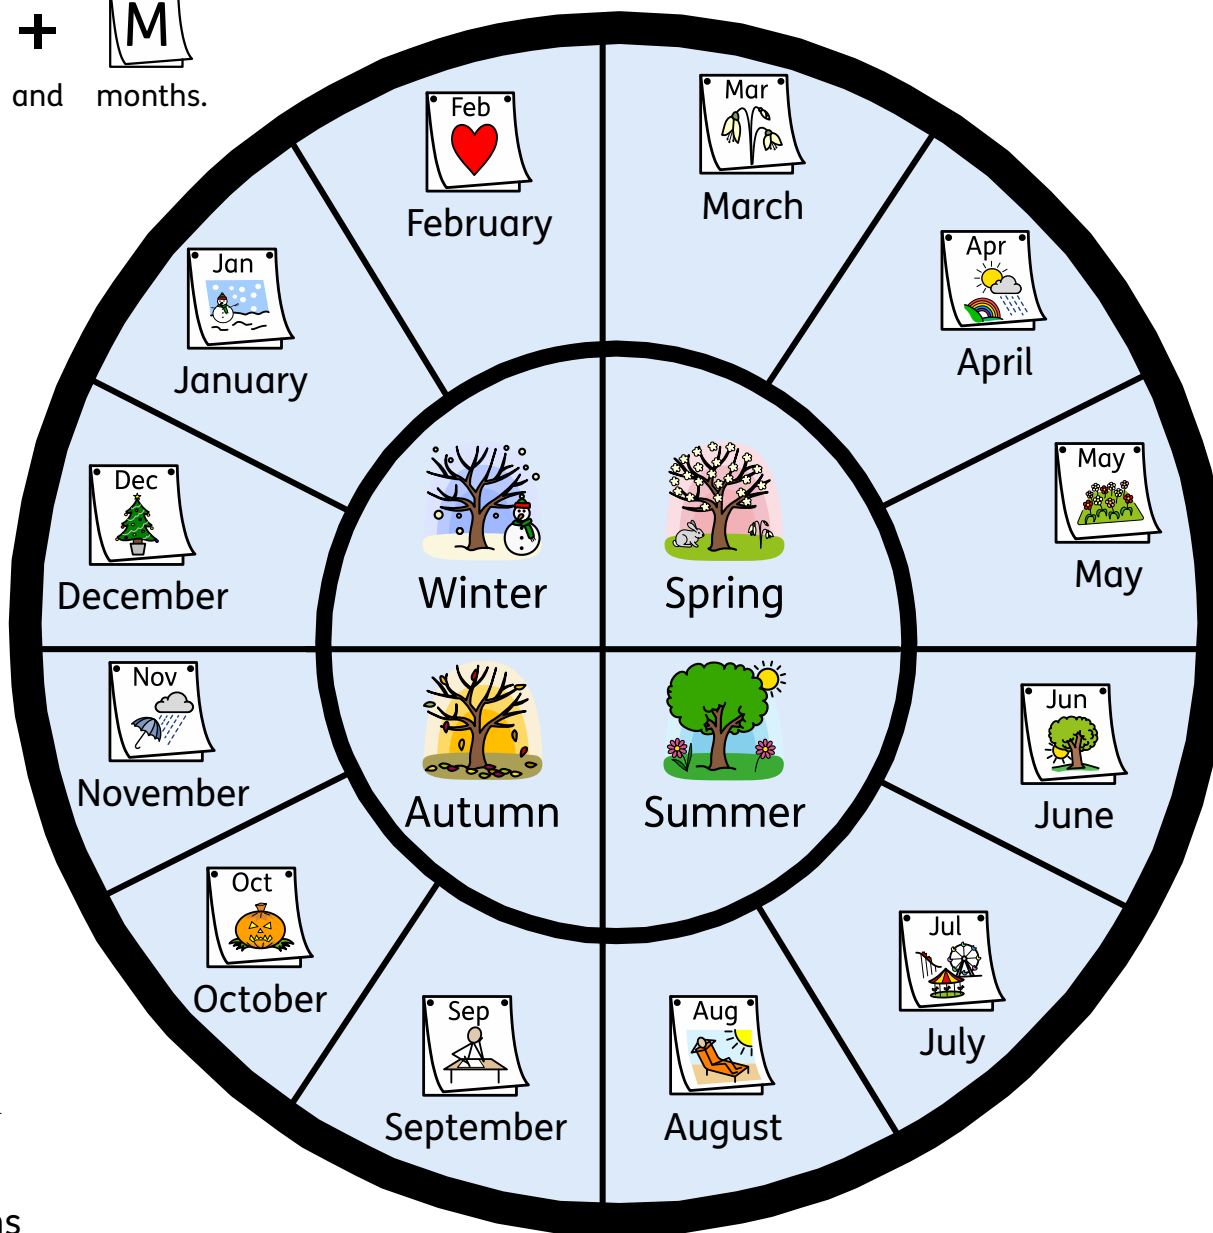 M
and months.
Feb
February
Mar
March
Apr
April
May
May
Jun
June
Jul
July
Aug
August
Sep
September
Oct
October
Nov
November
Dec
December
Jan
January
Winter
Spring
Autumn
Summer